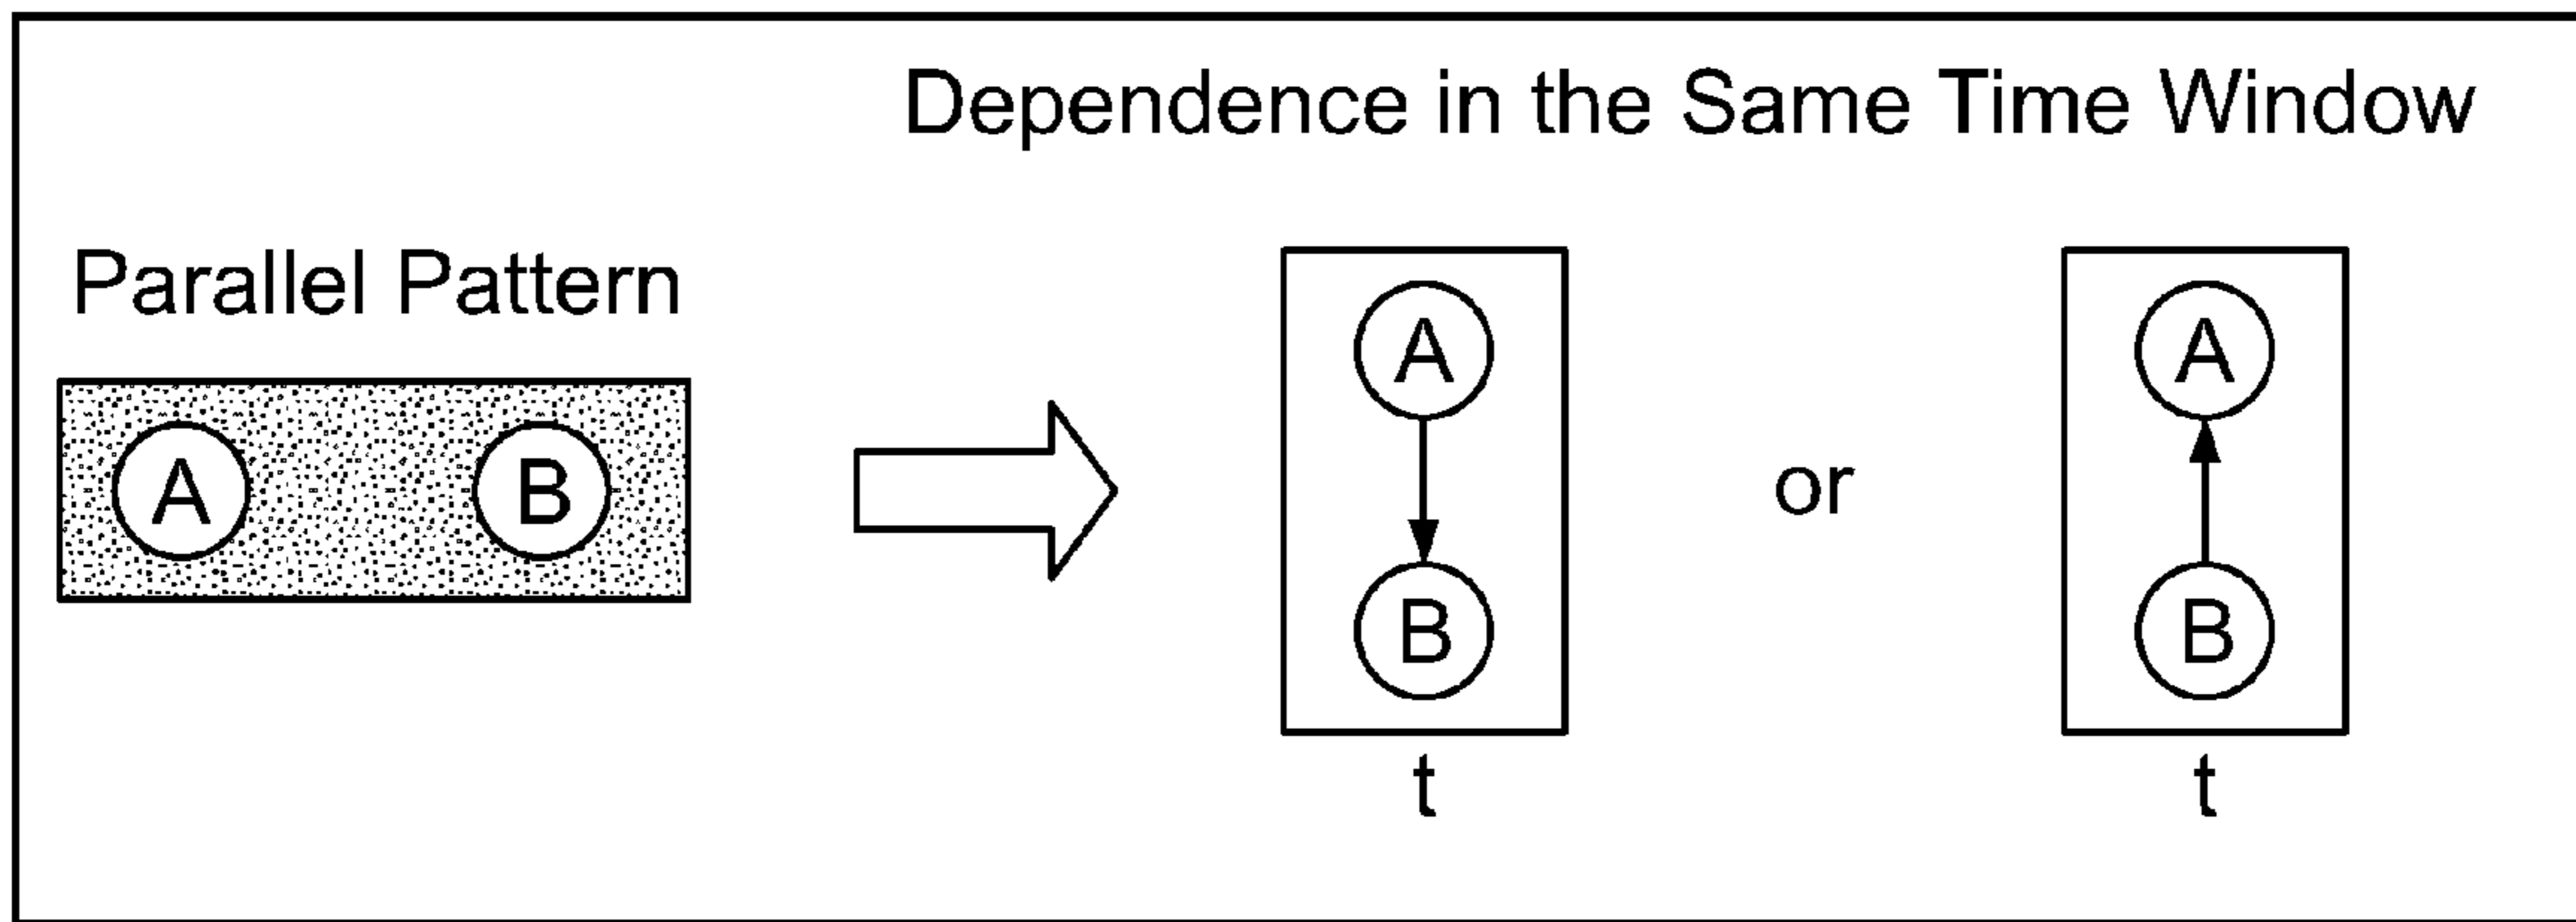 Dependence in the Same Time Window
Parallel Pattern
A B
A
B
t
or
A
B
t